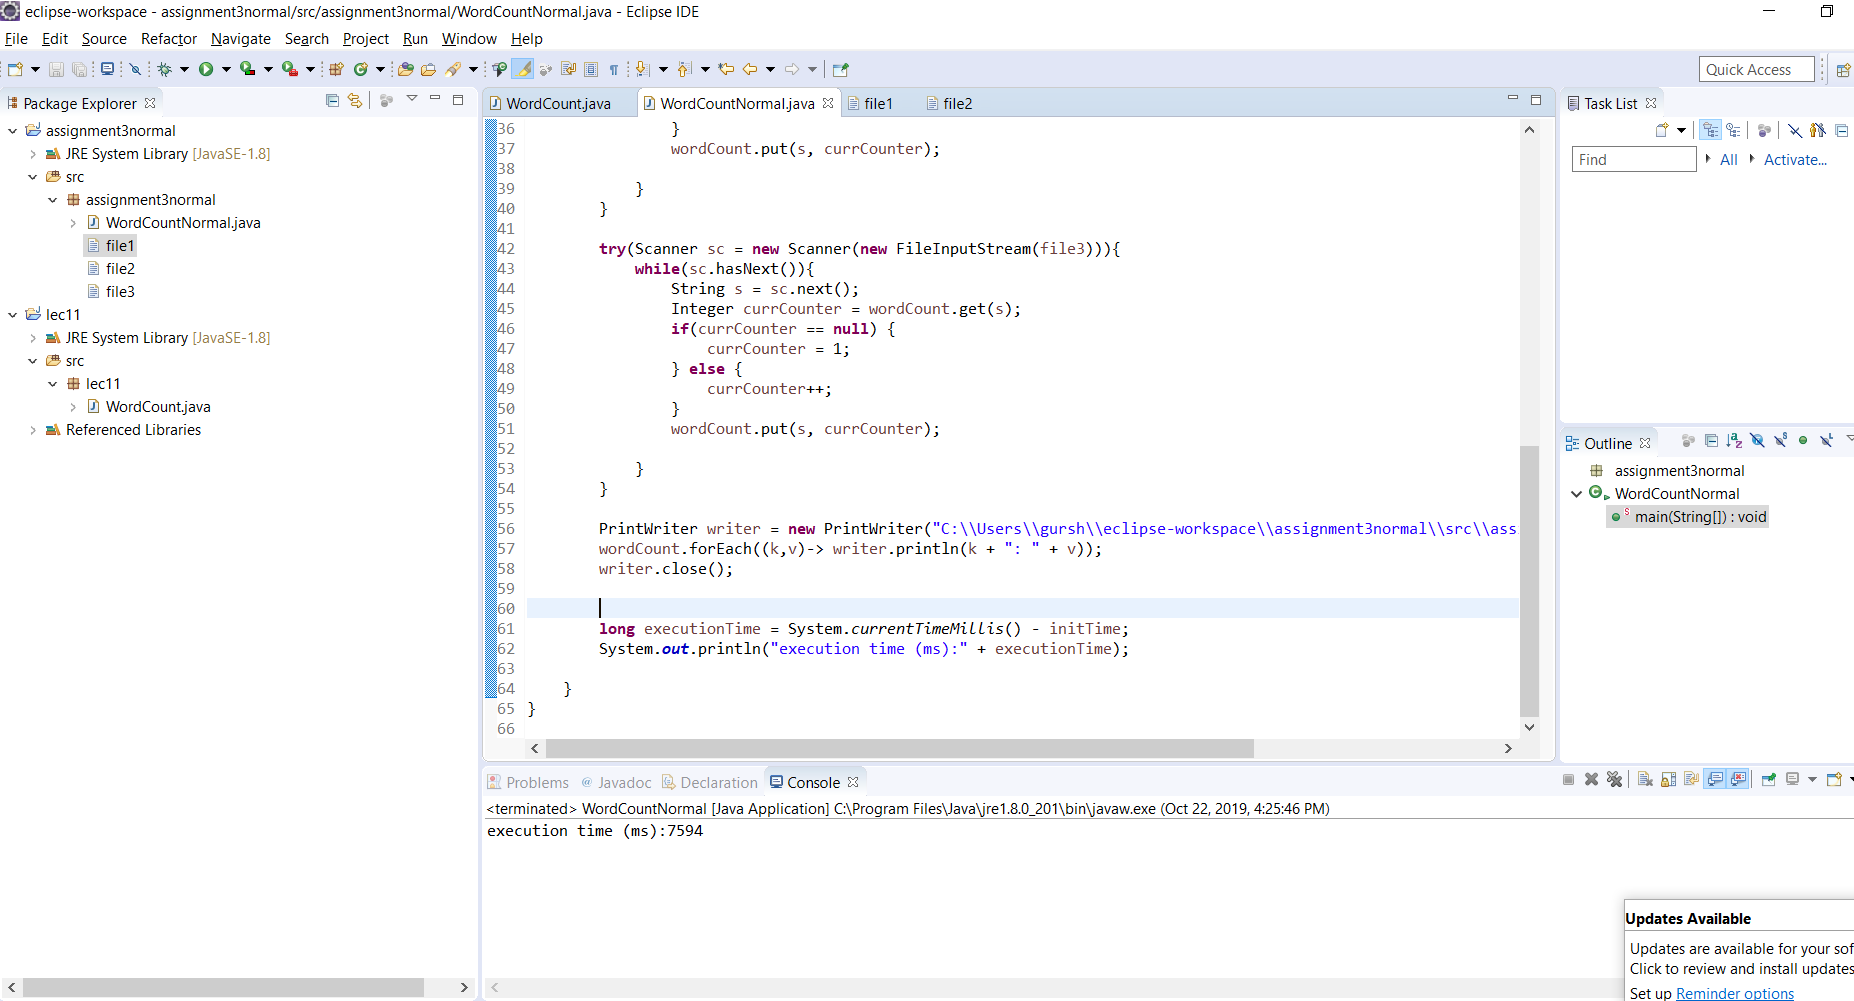 eclipse-workspace - assignment3normal/src/assignment3normal/WordCountNormal.java - Eclipse IDE
File Edit Source Refactor Navigate Search Project Run Window Help
Quick Access
Package Explorer
assignment3normal
JRE System Library [JavaSE-1.8]
src
assignment3normal
WordCountNormal.java
file1
file2
file3
lec11
JRE System Library [JavaSE-1.8]
src
lec11
WordCount.java
Referenced Libraries
WordCount.java WordCountNormal.java file1 file2
36 }
37 wordCount.put(s, currCounter);
38
39 }
40 }
41
42 try(Scanner sc = new Scanner(new FileInputStream(file3))){
43 while(sc.hasNext()){
44 String s = sc.next();
45 Integer currCounter = wordCount.get(s);
46 if(currCounter == null) {
47 currCounter = 1;
48 } else {
49 currCounter++;
50 }
51 wordCount.put(s, currCounter);
52
53 }
54 }
55
56 PrintWriter writer = new PrintWriter("C:\\Users\\gursh\\eclipse-workspace\\assignment3normal\\src\\ass
57 wordCount.forEach((k,v)-> writer.println(k + ": " + v));
58 writer.close();
59
60
61 long executionTime = System.currentTimeMillis() - initTime;
62 System.out.println("execution time (ms):" + executionTime);
63
64 }
65 }
66
Task List
Find All Activate...
Outline
assignment3normal
WordCountNormal
main(String[]) : void
Problems Javadoc Declaration Console
<terminated> WordCountNormal [Java Application] C:\Program Files\Java\jre1.8.0_201\bin\javaw.exe (Oct 22, 2019, 4:25:46 PM)
execution time (ms):7594
Updates Available
Updates are available for your sof
Click to review and install updates
Set up Reminder options